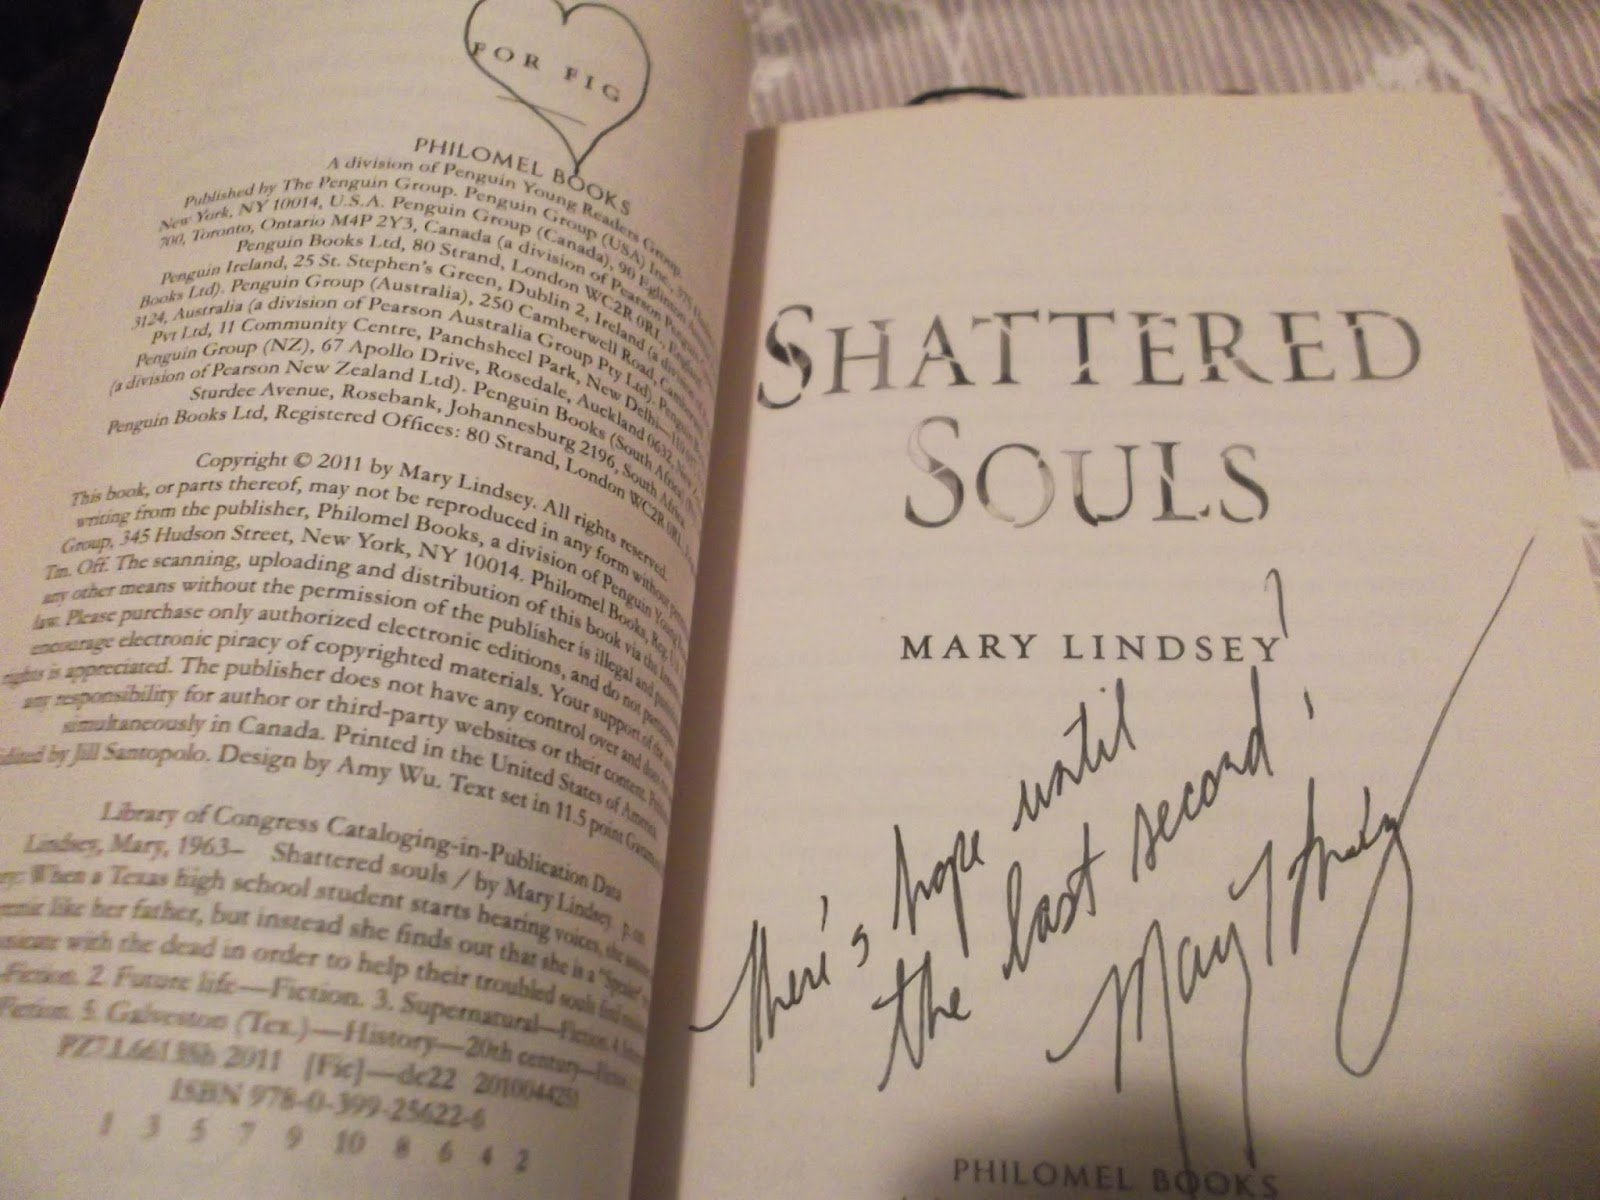 FOR FIG
PHILOMEL BOOKS
A division of Penguin Young Readers Group.
Published by The Penguin Group. Penguin Group (USA) Inc., 375
New York, NY 10014, U.S.A. Penguin Group (Canada), 90 Eglinton
700, Toronto, Ontario M4P 2Y3, Canada (a division of Pearson
Penguin Books Ltd, 80 Strand, London WC2R 0RL, England.
Penguin Ireland, 25 St. Stephen's Green, Dublin 2, Ireland (a division
Books Ltd). Penguin Group (Australia), 250 Camberwell Road,
3124, Australia (a division of Pearson Australia Group Pty Ltd).
Pvt Ltd, 11 Community Centre, Panchsheel Park, New Delhi—
Penguin Group (NZ), 67 Apollo Drive, Rosedale, Auckland 0632, New
(a division of Pearson New Zealand Ltd). Penguin Books (South Africa)
Sturdee Avenue, Rosebank, Johannesburg 2196, South Africa.
Penguin Books Ltd, Registered Offices: 80 Strand, London WC2R 0RL,
Copyright © 2011 by Mary Lindsey. All rights reserved.
This book, or parts thereof, may not be reproduced in any form without
writing from the publisher, Philomel Books, a division of Penguin Young
Group, 345 Hudson Street, New York, NY 10014. Philomel Books, Reg.
Tm. Off. The scanning, uploading and distribution of this book via the
any other means without the permission of the publisher is illegal and
law. Please purchase only authorized electronic editions, and do not
encourage electronic piracy of copyrighted materials. Your support of the
rights is appreciated. The publisher does not have any control over and does
any responsibility for author or third-party websites or their content.
simultaneously in Canada. Printed in the United States of America.
Edited by Jill Santopolo. Design by Amy Wu. Text set in 11.5 point
Library of Congress Cataloging-in-Publication Data
Lindsey, Mary, 1963– Shattered souls / by Mary Lindsey p. cm.
When a Texas high school student starts hearing voices, she
like her father, but instead she finds out that she is a "Speaker"
with the dead in order to help their troubled souls find
Fiction. 2. Future life—Fiction. 3. Supernatural—Fiction. 4.
Fiction. 5. Galveston (Tex.)—History—20th century—Fiction.
PZ7.L66138Sh 2011 [Fic]—dc22 2010044251
ISBN 978-0-399-25622-6
1 3 5 7 9 10 8 6 4 2
SHATTERED
SOULS
MARY LINDSEY
There's hope until
the last second!
Mary Lindsey
PHILOMEL BOOKS